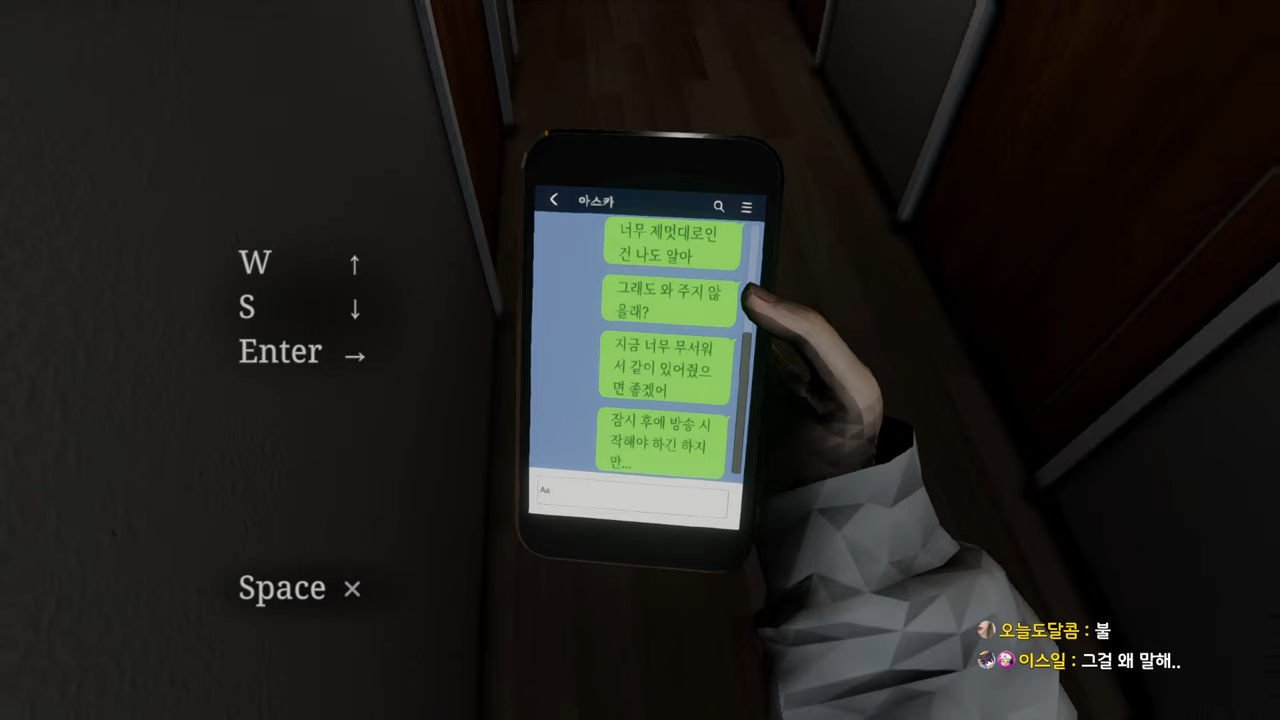 W ↑
S ↓
Enter →
Space ×
아스카
너무 제멋대로인
건 나도 알아
그래도 와 주지 않
을래?
지금 너무 무서워
서 같이 있어줬으
면 좋겠어
잠시 후에 방송 시
작해야 하긴 하지
만...
Aa
오늘도달콤 : 불
이스일 : 그걸 왜 말해..